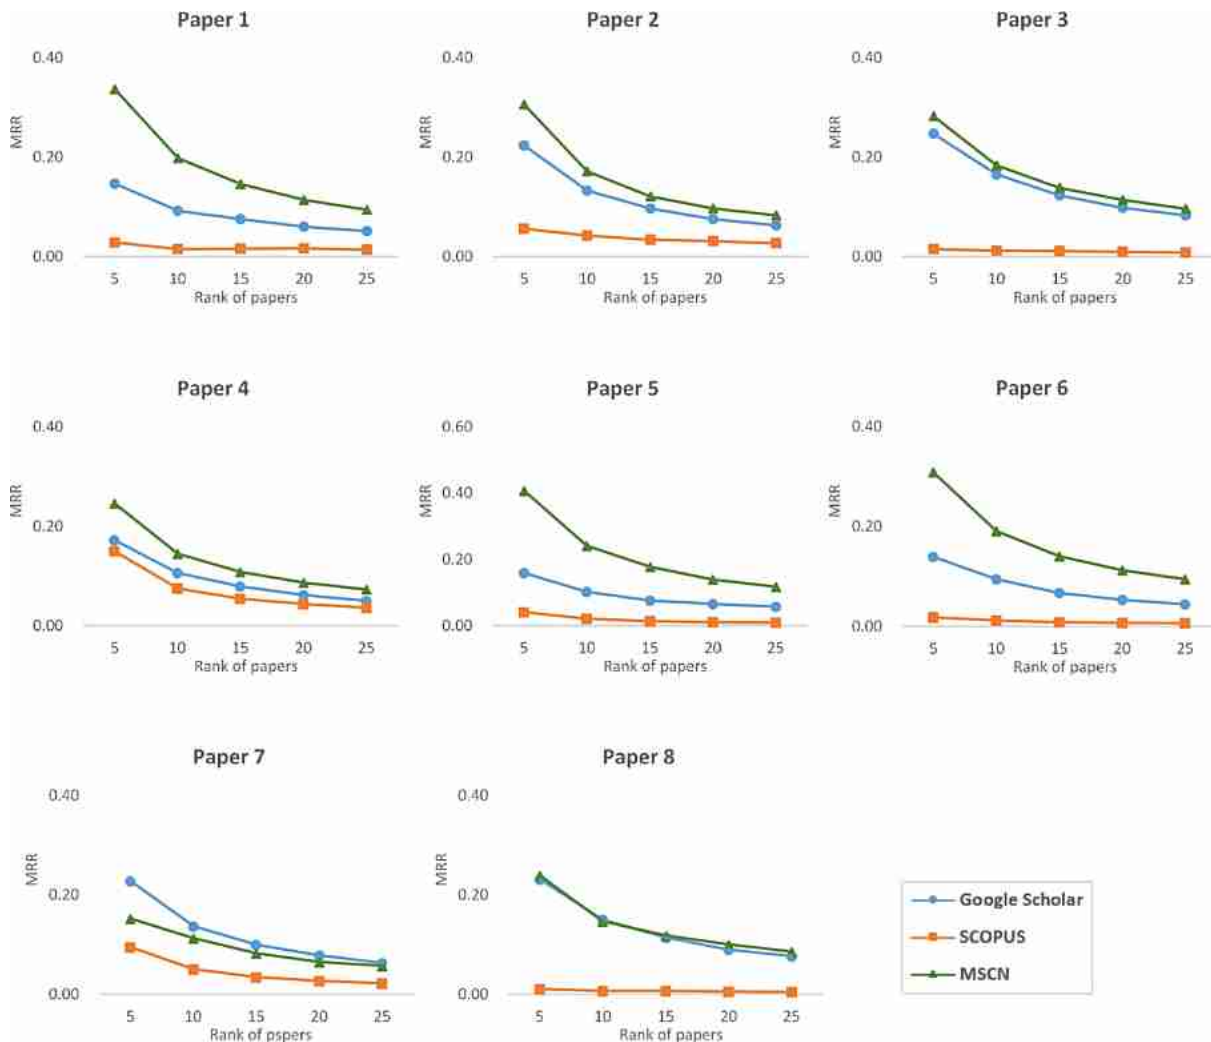 Paper 1
Paper 2
Paper 3
0.40
0.20
0.00
MRR
5 10 15 20 25
Rank of papers
0.40
0.20
0.00
MRR
5 10 15 20 25
Rank of papers
0.40
0.20
0.00
MRR
5 10 15 20 25
Rank of papers
Paper 4
Paper 5
Paper 6
0.40
0.20
0.00
MRR
5 10 15 20 25
Rank of papers
0.60
0.40
0.20
0.00
MRR
5 10 15 20 25
Rank of papers
0.40
0.20
0.00
MRR
5 10 15 20 25
Rank of papers
Paper 7
Paper 8
0.40
0.20
0.00
MRR
5 10 15 20 25
Rank of pspers
0.40
0.20
0.00
MRR
5 10 15 20 25
Rank of papers
Google Scholar
SCOPUS
MSCN